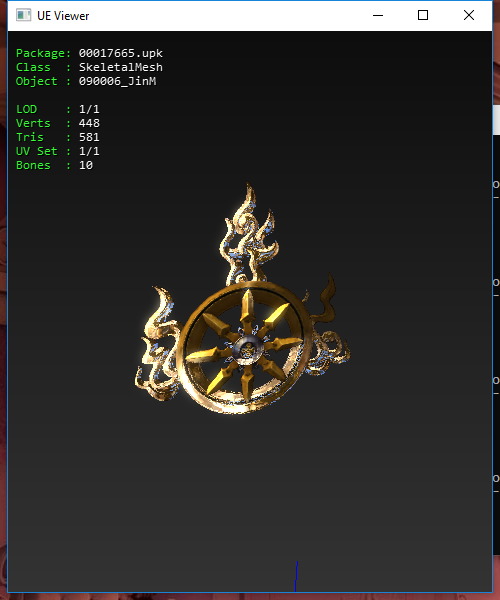 UE Viewer
Package: 00017665.upk
Class : SkeletalMesh
Object : 090006_JinM
LOD : 1/1
Verts : 448
Tris : 581
UV Set : 1/1
Bones : 10